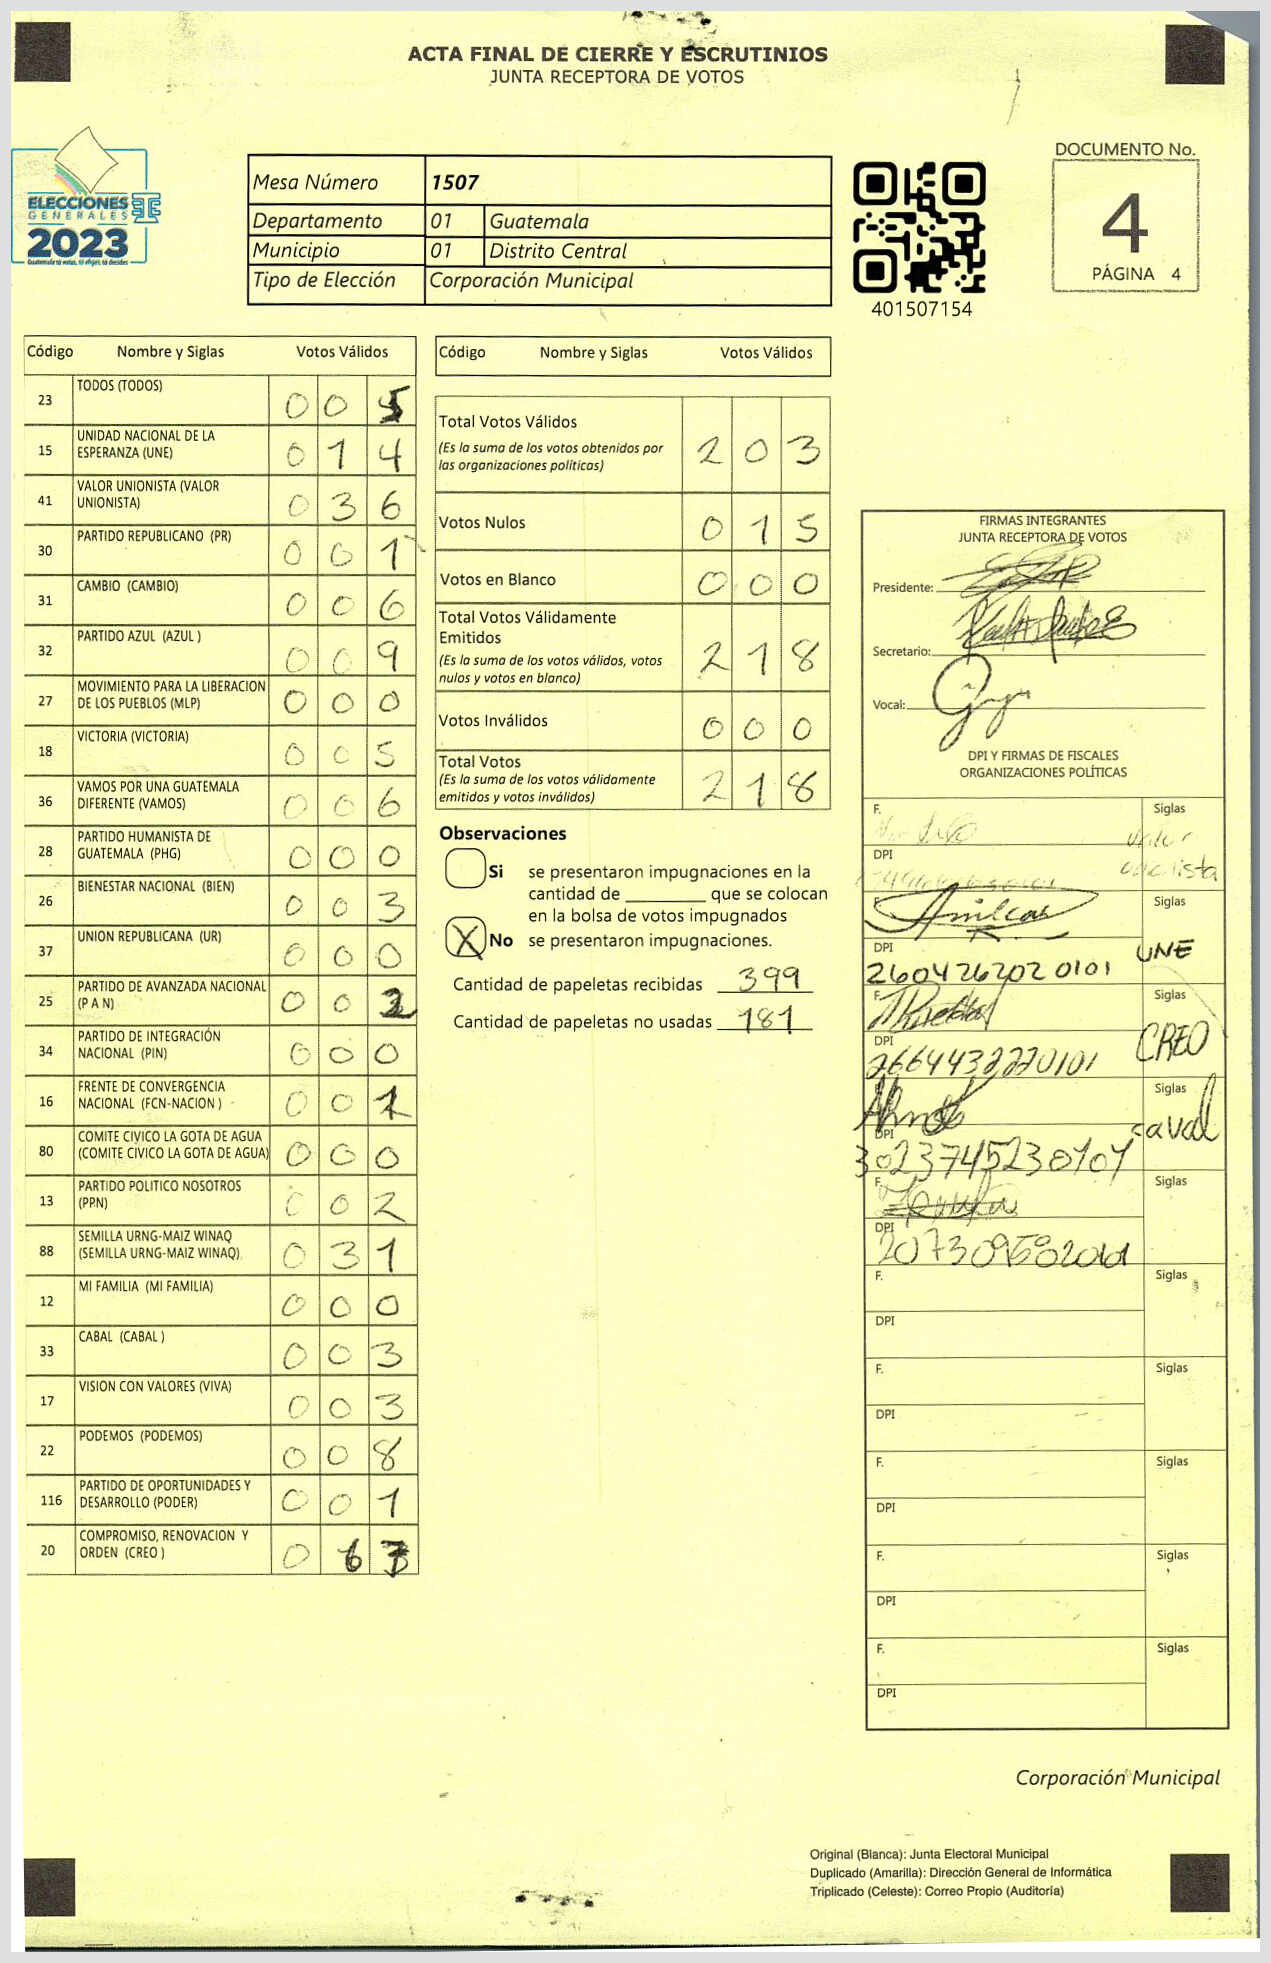 ACTA FINAL DE CIERRE Y ESCRUTINIOS
JUNTA RECEPTORA DE VOTOS
ELECCIONES
GENERALES
2023
Guatemala tú votas, tú eliges, tú decides
Mesa Número 1507
Departamento 01 Guatemala
Municipio 01 Distrito Central
Tipo de Elección Corporación Municipal
401507154
DOCUMENTO No.
4
PÁGINA 4
Código Nombre y Siglas Votos Válidos
23 TODOS (TODOS) 0 0 5
15 UNIDAD NACIONAL DE LA
ESPERANZA (UNE) 0 1 4
41 VALOR UNIONISTA (VALOR
UNIONISTA) 0 3 6
30 PARTIDO REPUBLICANO (PR) 0 0 1
31 CAMBIO (CAMBIO) 0 0 6
32 PARTIDO AZUL (AZUL ) 0 0 9
27 MOVIMIENTO PARA LA LIBERACION
DE LOS PUEBLOS (MLP) 0 0 0
18 VICTORIA (VICTORIA) 0 0 5
36 VAMOS POR UNA GUATEMALA
DIFERENTE (VAMOS) 0 0 6
28 PARTIDO HUMANISTA DE
GUATEMALA (PHG) 0 0 0
26 BIENESTAR NACIONAL (BIEN) 0 0 3
37 UNION REPUBLICANA (UR) 0 0 0
25 PARTIDO DE AVANZADA NACIONAL
(P A N) 0 0 2
34 PARTIDO DE INTEGRACIÓN
NACIONAL (PIN) 0 0 0
16 FRENTE DE CONVERGENCIA
NACIONAL (FCN-NACION ) 0 0 1
80 COMITE CIVICO LA GOTA DE AGUA
(COMITE CIVICO LA GOTA DE AGUA) 0 0 0
13 PARTIDO POLITICO NOSOTROS
(PPN) 0 0 2
88 SEMILLA URNG-MAIZ WINAQ
(SEMILLA URNG-MAIZ WINAQ) 0 3 1
12 MI FAMILIA (MI FAMILIA) 0 0 0
33 CABAL (CABAL ) 0 0 3
17 VISION CON VALORES (VIVA) 0 0 3
22 PODEMOS (PODEMOS) 0 0 8
116 PARTIDO DE OPORTUNIDADES Y
DESARROLLO (PODER) 0 0 1
20 COMPROMISO, RENOVACION Y
ORDEN (CREO ) 0 6 7
Código Nombre y Siglas Votos Válidos
Total Votos Válidos
(Es la suma de los votos obtenidos por
las organizaciones políticas) 2 0 3
Votos Nulos 0 1 5
Votos en Blanco 0 0 0
Total Votos Válidamente
Emitidos
(Es la suma de los votos válidos, votos
nulos y votos en blanco) 2 1 8
Votos Inválidos 0 0 0
Total Votos
(Es la suma de los votos válidamente
emitidos y votos inválidos) 2 1 8
Observaciones
Si se presentaron impugnaciones en la
cantidad de ________ que se colocan
en la bolsa de votos impugnados
X No se presentaron impugnaciones.
Cantidad de papeletas recibidas 399
Cantidad de papeletas no usadas 181
FIRMAS INTEGRANTES
JUNTA RECEPTORA DE VOTOS
Presidente:
Secretario:
Vocal:
DPI Y FIRMAS DE FISCALES
ORGANIZACIONES POLÍTICAS
F. Siglas
DPI
F. Amilcar Siglas
DPI UNE
2604262020101
F. Siglas
DPI CREO
2664432220101
Siglas
DPI
3023745230101
F. Siglas
DPI
F. Siglas
DPI
F. Siglas
DPI
F. Siglas
DPI
F. Siglas
DPI
F. Siglas
DPI
Corporación Municipal
Original (Blanca): Junta Electoral Municipal
Duplicado (Amarilla): Dirección General de Informática
Triplicado (Celeste): Correo Propio (Auditoría)